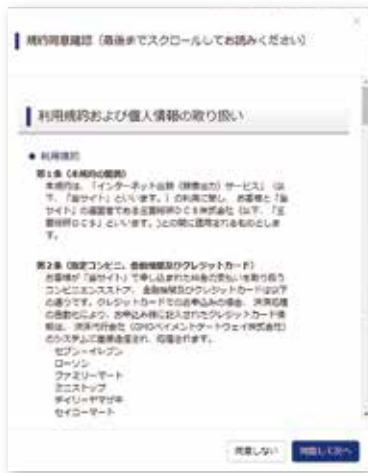 ×
規約同意確認（最後までスクロールしてお読みください）
利用規約および個人情報の取り扱い
● 利用規約
第1条（本規約の範囲）
本規約は、「インターネット出願（検定出力）サービス」（以
下、「当サイト」といいます。）の利用に関し、お客様と「当
サイト」の運営者である三菱総研DCS株式会社（以下、「三
菱総研DCS」といいます。）との間に適用されるものとしま
す。
第2条（指定コンビニ、金融機関及びクレジットカード）
お客様が「当サイト」で申し込まれた料金の支払いを取り扱う
コンビニエンスストア、金融機関及びクレジットカードは以下
の通りです。クレジットカードでのお申込みの場合、決済処理
の自動化により、お申込み時に記入されたクレジットカード情
報は、決済代行会社（GMOペイメントゲートウェイ株式会社）
のシステムに直接送信され、処理されます。
セブン-イレブン
ローソン
ファミリーマート
ミニストップ
デイリーヤマザキ
セイコーマート
同意しない
同意して次へ